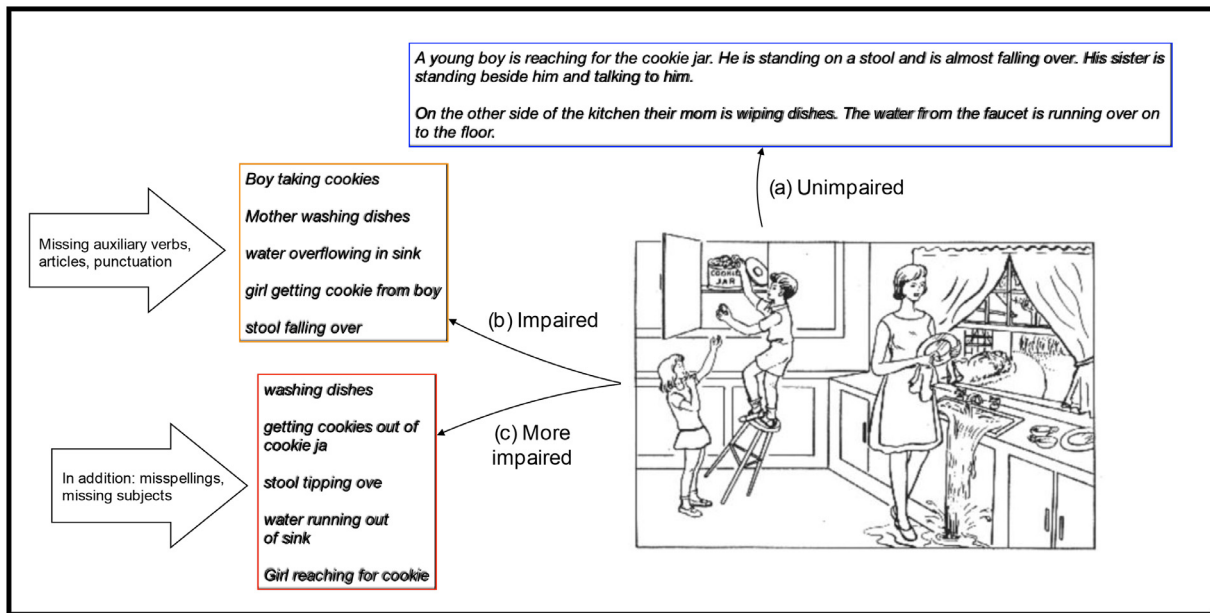 A young boy is reaching for the cookie jar. He is standing on a stool and is almost falling over. His sister is
standing beside him and talking to him.
On the other side of the kitchen their mom is wiping dishes. The water from the faucet is running over on
to the floor.
(a) Unimpaired
Boy taking cookies
Mother washing dishes
water overflowing in sink
girl getting cookie from boy
stool falling over
Missing auxiliary verbs,
articles, punctuation
(b) Impaired
COOKIE
JAR
washing dishes
getting cookies out of
cookie ja
stool tipping ove
water running out
of sink
Girl reaching for cookie
(c) More
impaired
In addition: misspellings,
missing subjects